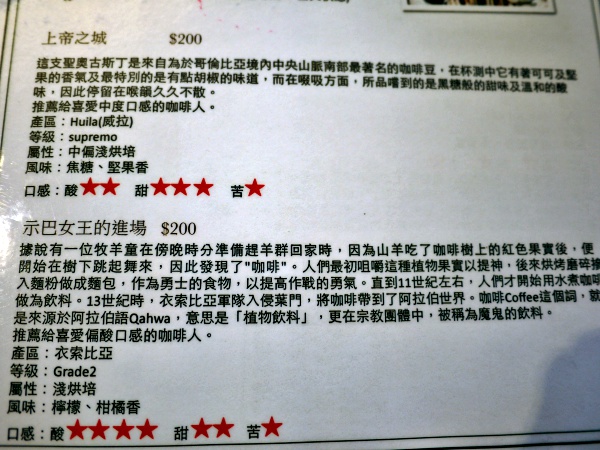 上帝之城 $200
這支聖奧古斯丁是來自為於哥倫比亞境內中央山脈南部最著名的咖啡豆，在杯測中它有著可可及堅
果的香氣及最特別的是有點胡椒的味道，而在啜吸方面，所品嚐到的是黑糖般的甜味及溫和的酸
味，因此停留在喉韻久久不散。
推薦給喜愛中度口感的咖啡人。
產區：Huila(威拉)
等級：supremo
屬性：中偏淺烘培
風味：焦糖、堅果香
口感：酸★★ 甜★★★ 苦★
示巴女王的進場 $200
據說有一位牧羊童在傍晚時分準備趕羊群回家時，因為山羊吃了咖啡樹上的紅色果實後，便
開始在樹下跳起舞來，因此發現了"咖啡"。人們最初咀嚼這種植物果實以提神，後來烘烤磨碎摻
入麵粉做成麵包，作為勇士的食物，以提高作戰的勇氣。直到11世紀左右，人們才開始用水煮咖啡
做為飲料。13世紀時，衣索比亞軍隊入侵葉門，將咖啡帶到了阿拉伯世界。咖啡Coffee這個詞，就
是來源於阿拉伯語Qahwa，意思是「植物飲料」，更在宗教團體中，被稱為魔鬼的飲料。
推薦給喜愛偏酸口感的咖啡人。
產區：衣索比亞
等級：Grade2
屬性：淺烘培
風味：檸檬、柑橘香
口感：酸★★★★ 甜★★ 苦★